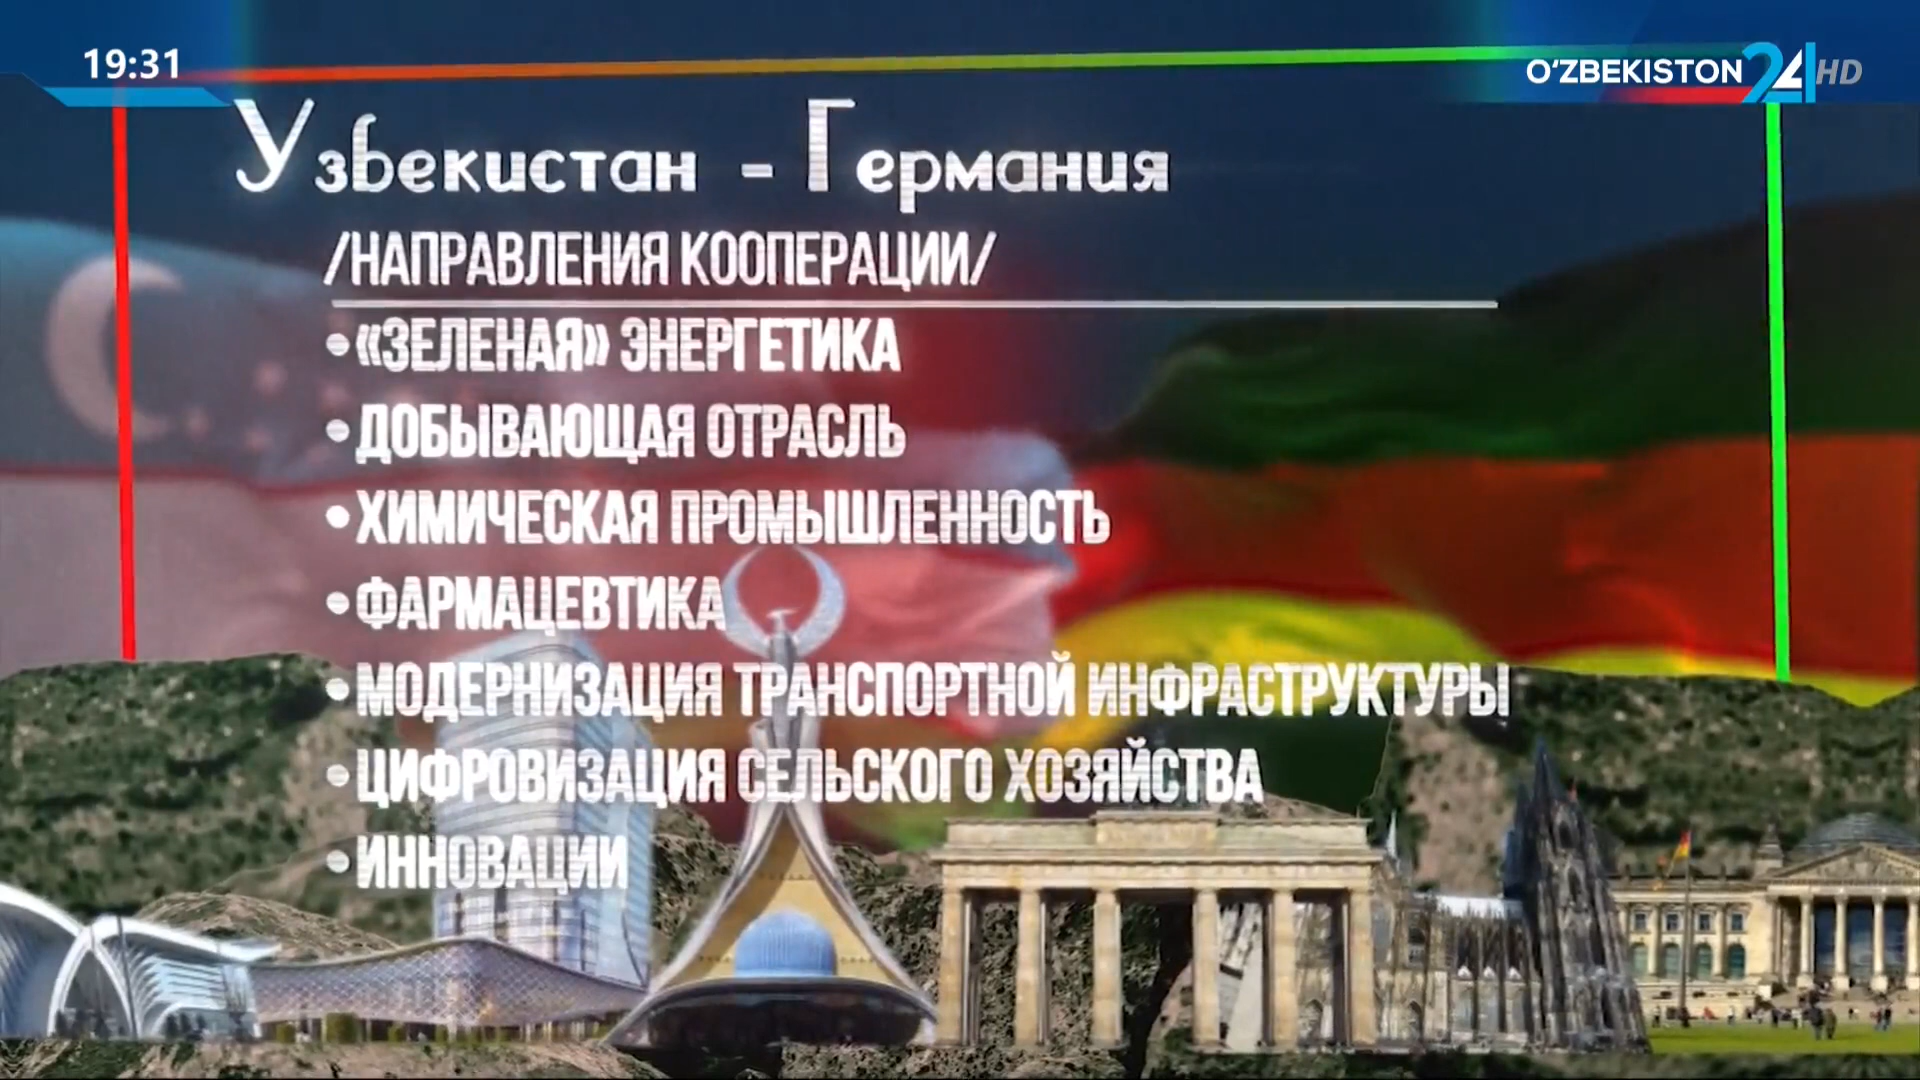 19:31
O‘ZBEKISTON 24 HD
Узбекистан - Германия
/НАПРАВЛЕНИЯ КООПЕРАЦИИ/
•«ЗЕЛЕНАЯ» ЭНЕРГЕТИКА
•ДОБЫВАЮЩАЯ ОТРАСЛЬ
•ХИМИЧЕСКАЯ ПРОМЫШЛЕННОСТЬ
•ФАРМАЦЕВТИКА
•МОДЕРНИЗАЦИЯ ТРАНСПОРТНОЙ ИНФРАСТРУКТУРЫ
•ЦИФРОВИЗАЦИЯ СЕЛЬСКОГО ХОЗЯЙСТВА
•ИННОВАЦИИ